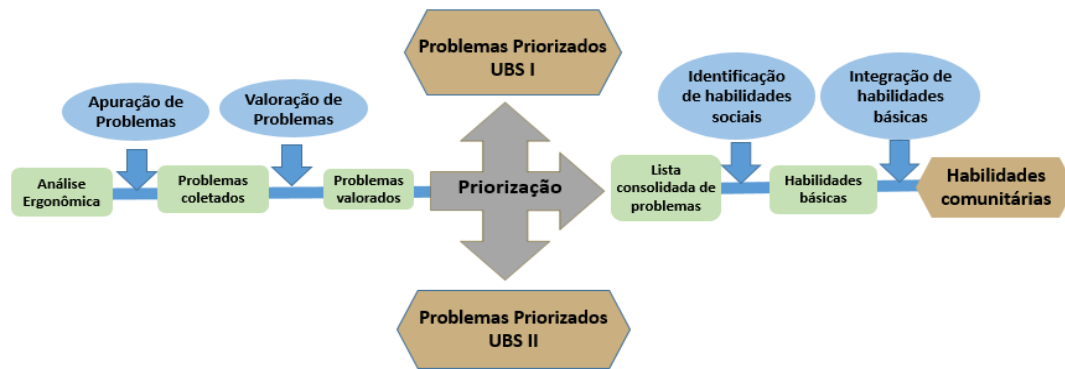 Problemas Priorizados
UBS I
Apuração de
Problemas
Valoração de
Problemas
Identificação
de habilidades
sociais
Integração de
habilidades
básicas
Análise
Ergonômica
Problemas
coletados
Problemas
valorados
Priorização
Lista
consolidada de
problemas
Habilidades
básicas
Habilidades
comunitárias
Problemas Priorizados
UBS II